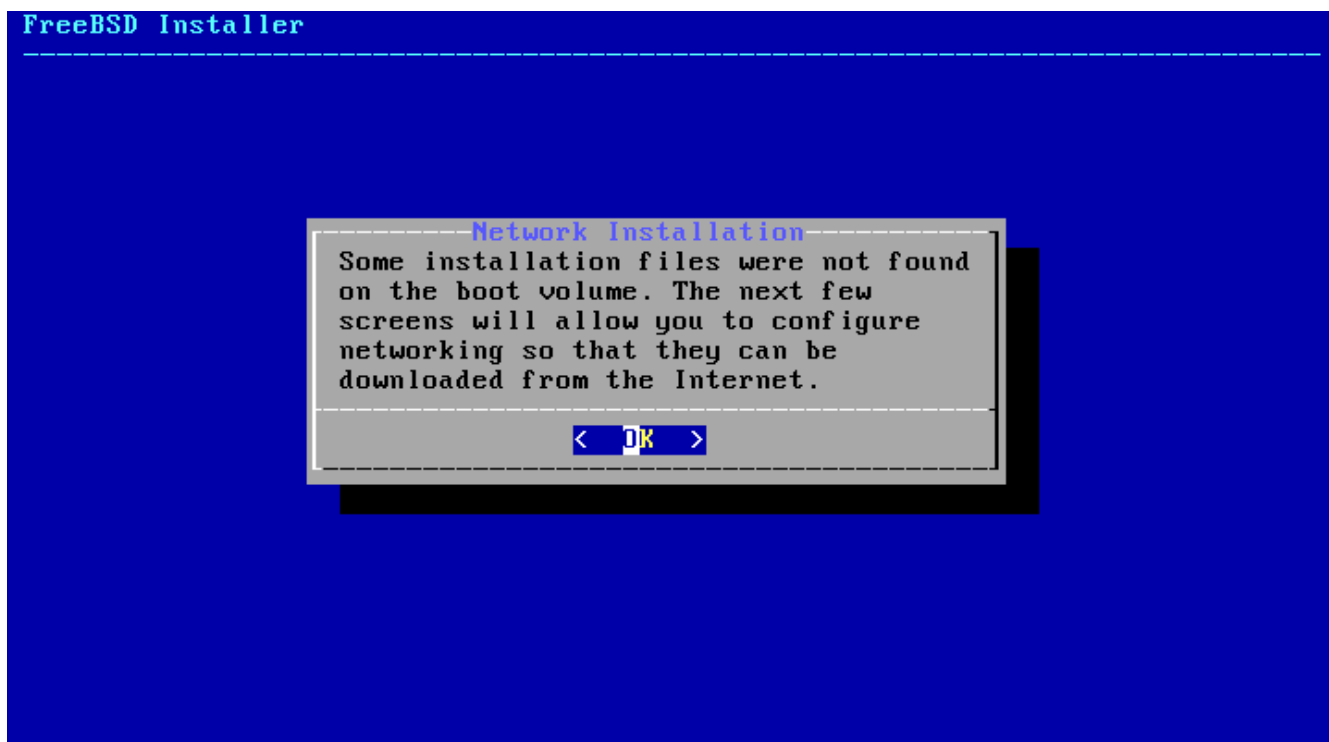 FreeBSD Installer
Network Installation
Some installation files were not found
on the boot volume. The next few
screens will allow you to configure
networking so that they can be
downloaded from the Internet.
< OK >